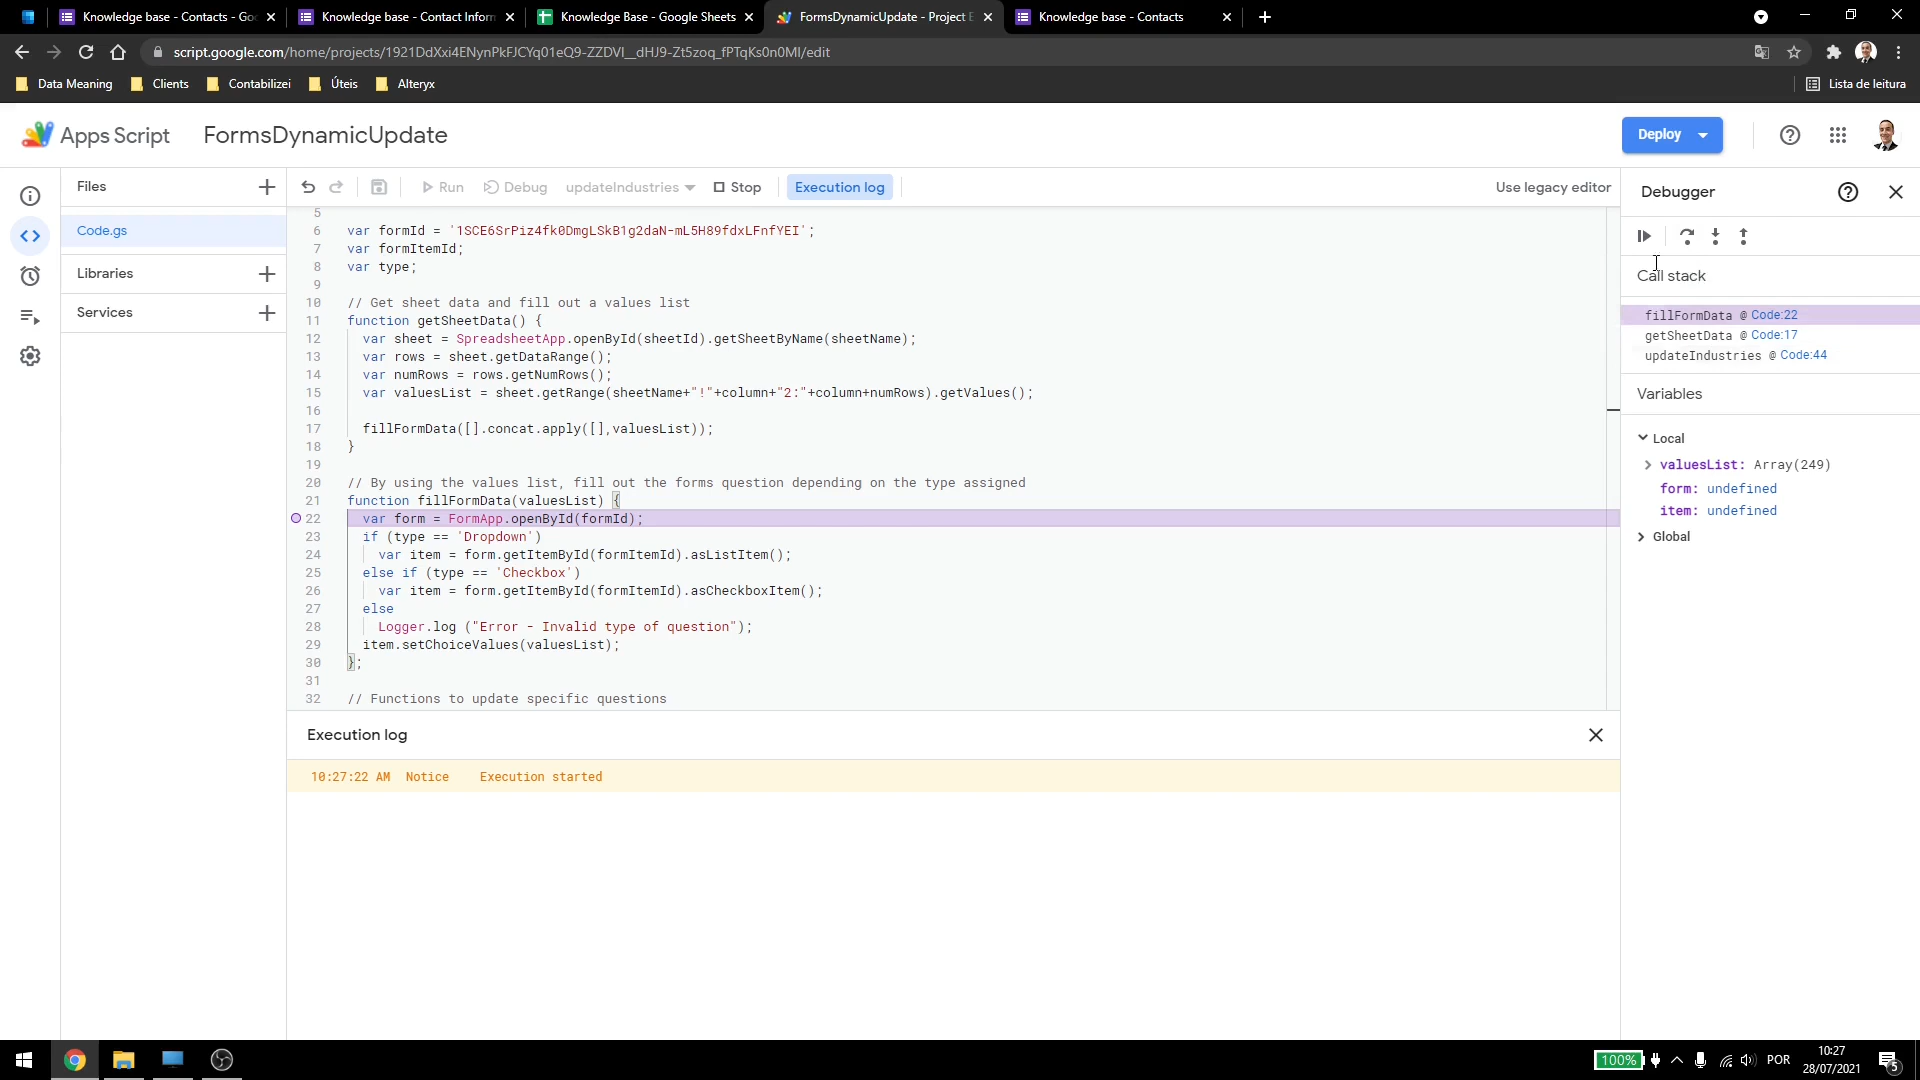 Knowledge base - Contacts - Goo
Knowledge base - Contact Inform
Knowledge Base - Google Sheets
FormsDynamicUpdate - Project E
Knowledge base - Contacts
script.google.com/home/projects/1921DdXxi4ENynPkFJCYq01eQ9-ZZDVI__dHJ9-Zt5zoq_fPTqKs0n0MI/edit
Data Meaning
Clients
Contabilizei
Úteis
Alteryx
Lista de leitura
Apps Script
FormsDynamicUpdate
Deploy
Files
Code.gs
Libraries
Services
Run
Debug
updateIndustries
Stop
Execution log
Use legacy editor
5
6 var formId = '1SCE6SrPiz4fk0DmgLSkB1g2daN-mL5H89fdxLFnfYEI';
7 var formItemId;
8 var type;
9
10 // Get sheet data and fill out a values list
11 function getSheetData() {
12 var sheet = SpreadsheetApp.openById(sheetId).getSheetByName(sheetName);
13 var rows = sheet.getDataRange();
14 var numRows = rows.getNumRows();
15 var valuesList = sheet.getRange(sheetName+"!"+column+"2:"+column+numRows).getValues();
16
17 fillFormData([].concat.apply([],valuesList));
18 }
19
20 // By using the values list, fill out the forms question depending on the type assigned
21 function fillFormData(valuesList) {
22 var form = FormApp.openById(formId);
23 if (type == 'Dropdown')
24 var item = form.getItemById(formItemId).asListItem();
25 else if (type == 'Checkbox')
26 var item = form.getItemById(formItemId).asCheckboxItem();
27 else
28 Logger.log ("Error - Invalid type of question");
29 item.setChoiceValues(valuesList);
30 };
31
32 // Functions to update specific questions
Debugger
Call stack
fillFormData @ Code:22
getSheetData @ Code:17
updateIndustries @ Code:44
Variables
Local
valuesList: Array(249)
form: undefined
item: undefined
Global
Execution log
10:27:22 AM Notice Execution started
100%
POR
10:27
28/07/2021
5